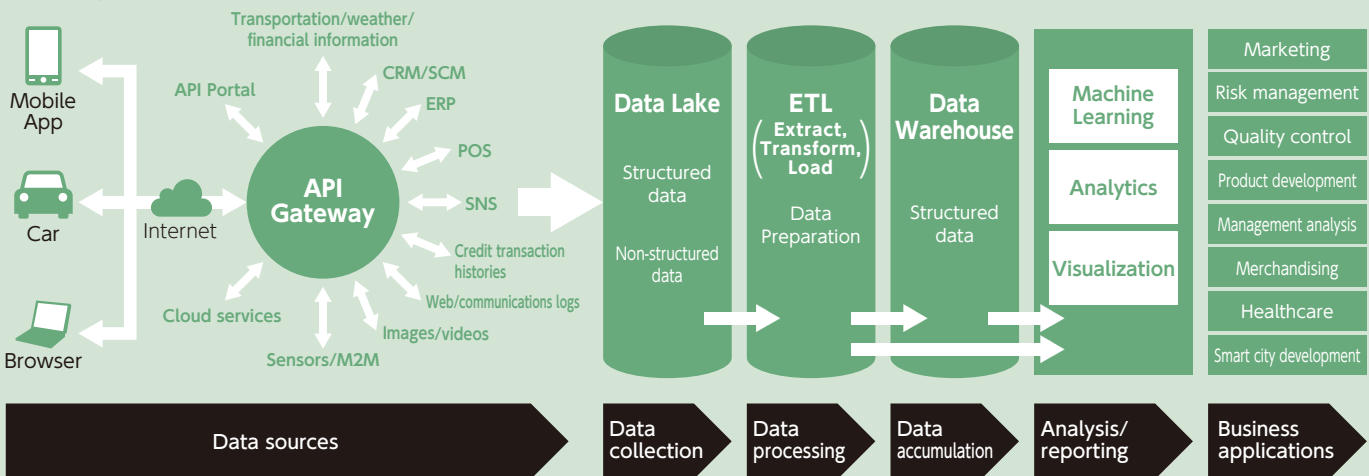 Mobile
App
Car
Browser
Internet
API
Gateway
Transportation/weather/
financial information
API Portal
CRM/SCM
ERP
POS
SNS
Credit transaction
histories
Web/communications logs
Images/videos
Sensors/M2M
Cloud services
Data Lake
Structured
data
Non-structured
data
ETL
(Extract,
Transform,
Load)
Data
Preparation
Data
Warehouse
Structured
data
Machine
Learning
Analytics
Visualization
Marketing
Risk management
Quality control
Product development
Management analysis
Merchandising
Healthcare
Smart city development
Data sources
Data
collection
Data
processing
Data
accumulation
Analysis/
reporting
Business
applications